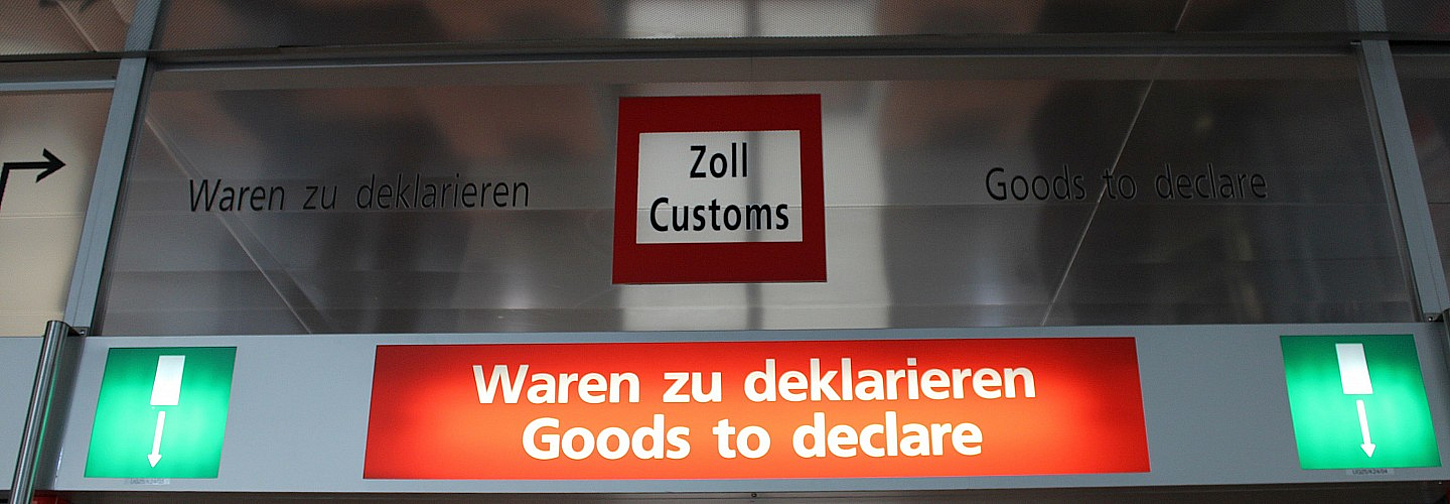 Zoll
Customs
Waren zu deklarieren
Goods to declare
Waren zu deklarieren
Goods to declare